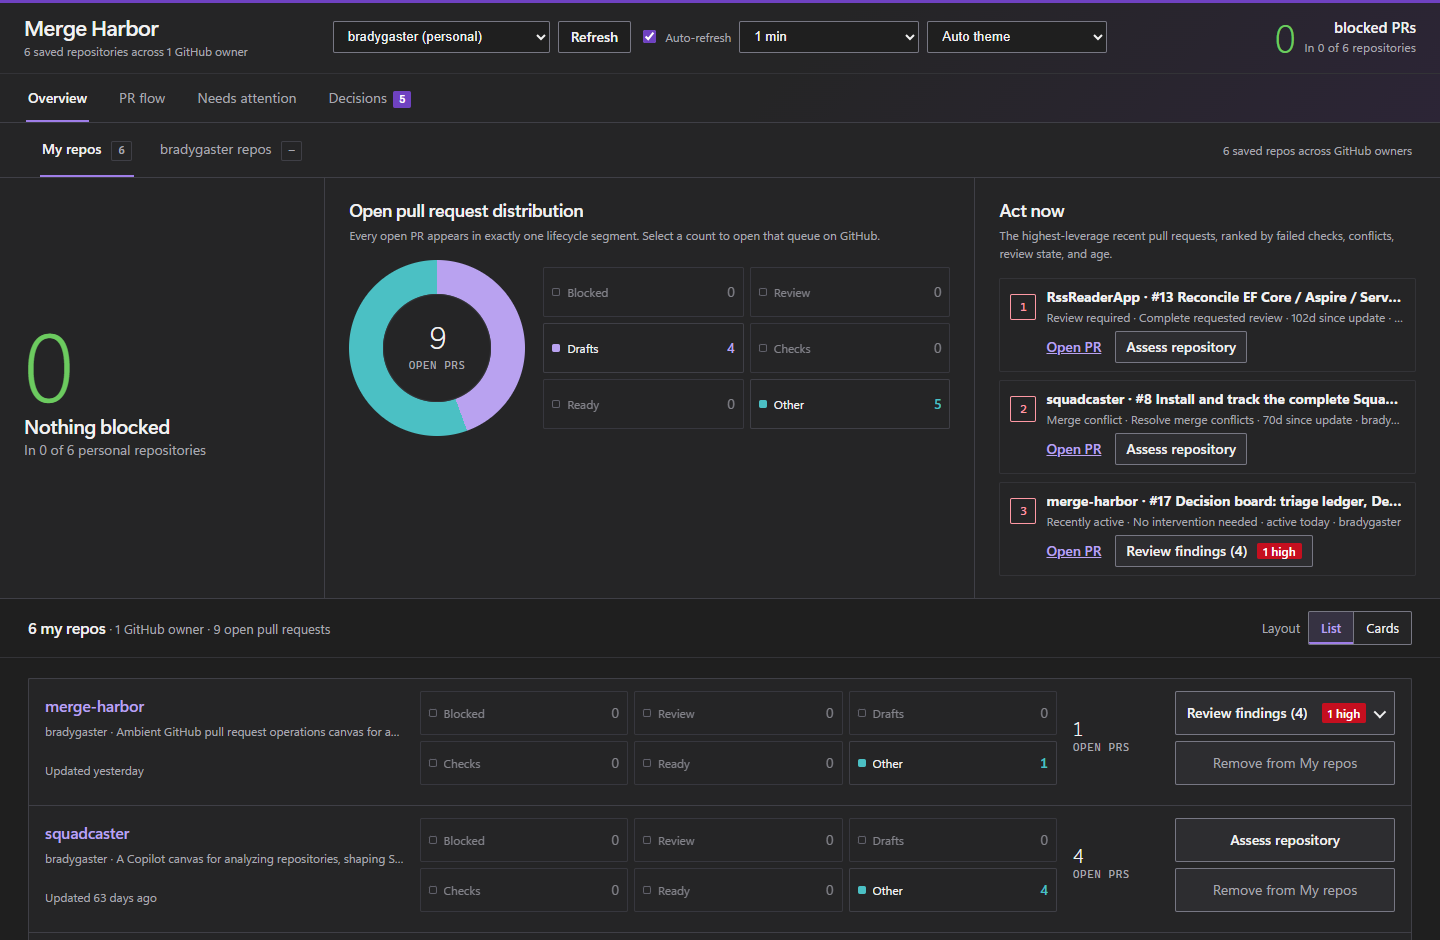 Merge Harbor
6 saved repositories across 1 GitHub owner
bradygaster (personal)
Refresh
Auto-refresh
1 min
Auto theme
0
blocked PRs
In 0 of 6 repositories
Overview
PR flow
Needs attention
Decisions 5
My repos 6
bradygaster repos –
6 saved repos across GitHub owners
0
Nothing blocked
In 0 of 6 personal repositories
Open pull request distribution
Every open PR appears in exactly one lifecycle segment. Select a count to open that queue on GitHub.
9
OPEN PRS
Blocked 0
Review 0
Drafts 4
Checks 0
Ready 0
Other 5
Act now
The highest-leverage recent pull requests, ranked by failed checks, conflicts,
review state, and age.
1
RssReaderApp · #13 Reconcile EF Core / Aspire / Serv...
Review required · Complete requested review · 102d since update · ...
Open PR
Assess repository
2
squadcaster · #8 Install and track the complete Squa...
Merge conflict · Resolve merge conflicts · 70d since update · brady...
Open PR
Assess repository
3
merge-harbor · #17 Decision board: triage ledger, De...
Recently active · No intervention needed · active today · bradygaster
Open PR
Review findings (4) 1 high
6 my repos · 1 GitHub owner · 9 open pull requests
Layout
List
Cards
merge-harbor
bradygaster · Ambient GitHub pull request operations canvas for a...
Updated yesterday
Blocked 0
Review 0
Drafts 0
Checks 0
Ready 0
Other 1
1
OPEN PRS
Review findings (4) 1 high
Remove from My repos
squadcaster
bradygaster · A Copilot canvas for analyzing repositories, shaping S...
Updated 63 days ago
Blocked 0
Review 0
Drafts 0
Checks 0
Ready 0
Other 4
4
OPEN PRS
Assess repository
Remove from My repos